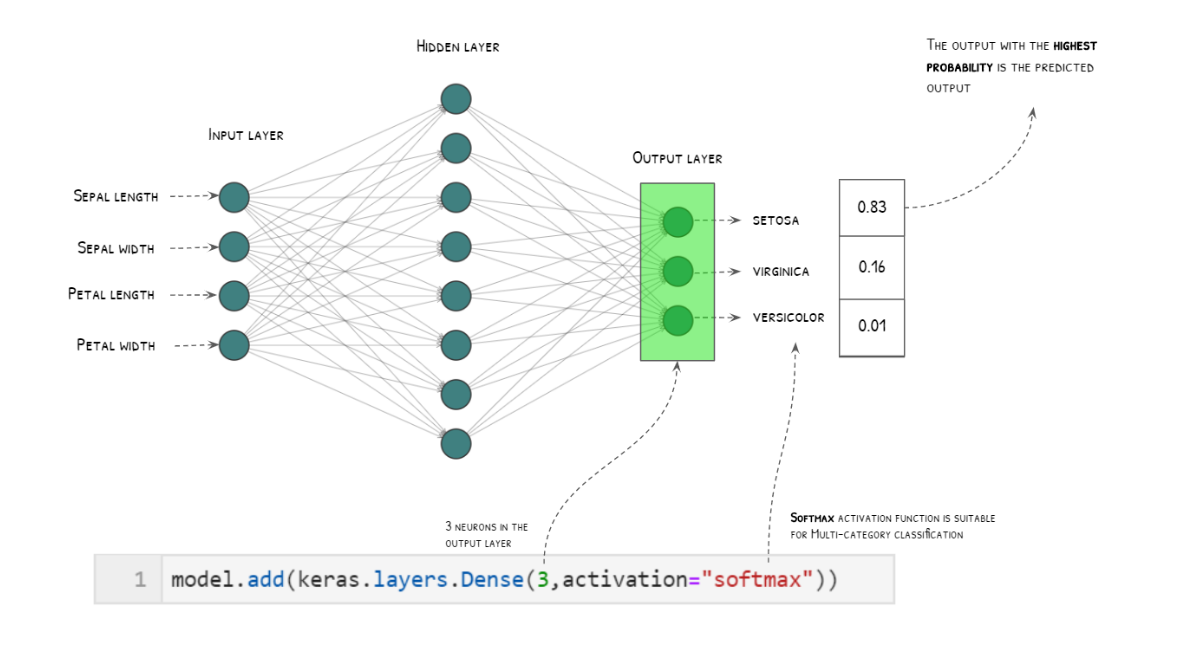 Hidden layer
The output with the highest
probability is the predicted
output
Input layer
Output layer
Sepal length
Sepal width
Petal length
Petal width
setosa
virginica
versicolor
0.83
0.16
0.01
3 neurons in the
output layer
Softmax activation function is suitable
for Multi-category classification
1 model.add(keras.layers.Dense(3,activation="softmax"))